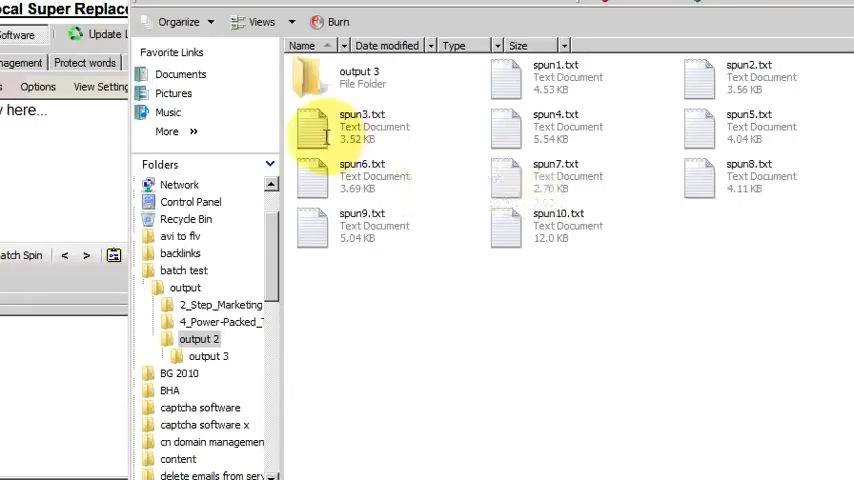 ocal Super Replace
Software
Update L
nagement
Protect words
s
Options
View Setting
y here...
atch Spin
<
>
Organize
Views
Burn
Favorite Links
Documents
Pictures
Music
More »
Folders
Network
Control Panel
Recycle Bin
avi to flv
backlinks
batch test
output
2_Step_Marketing
4_Power-Packed_T
output 2
output 3
BG 2010
BHA
captcha software
captcha software x
cn domain managemen
content
delete emails from serv
Name
Date modified
Type
Size
output 3
File Folder
spun1.txt
Text Document
4.53 KB
spun2.txt
Text Document
3.56 KB
spun3.txt
Text Document
3.52 KB
spun4.txt
Text Document
5.54 KB
spun5.txt
Text Document
4.04 KB
spun6.txt
Text Document
3.69 KB
spun7.txt
Text Document
2.70 KB
spun8.txt
Text Document
4.11 KB
spun9.txt
Text Document
5.04 KB
spun10.txt
Text Document
12.0 KB